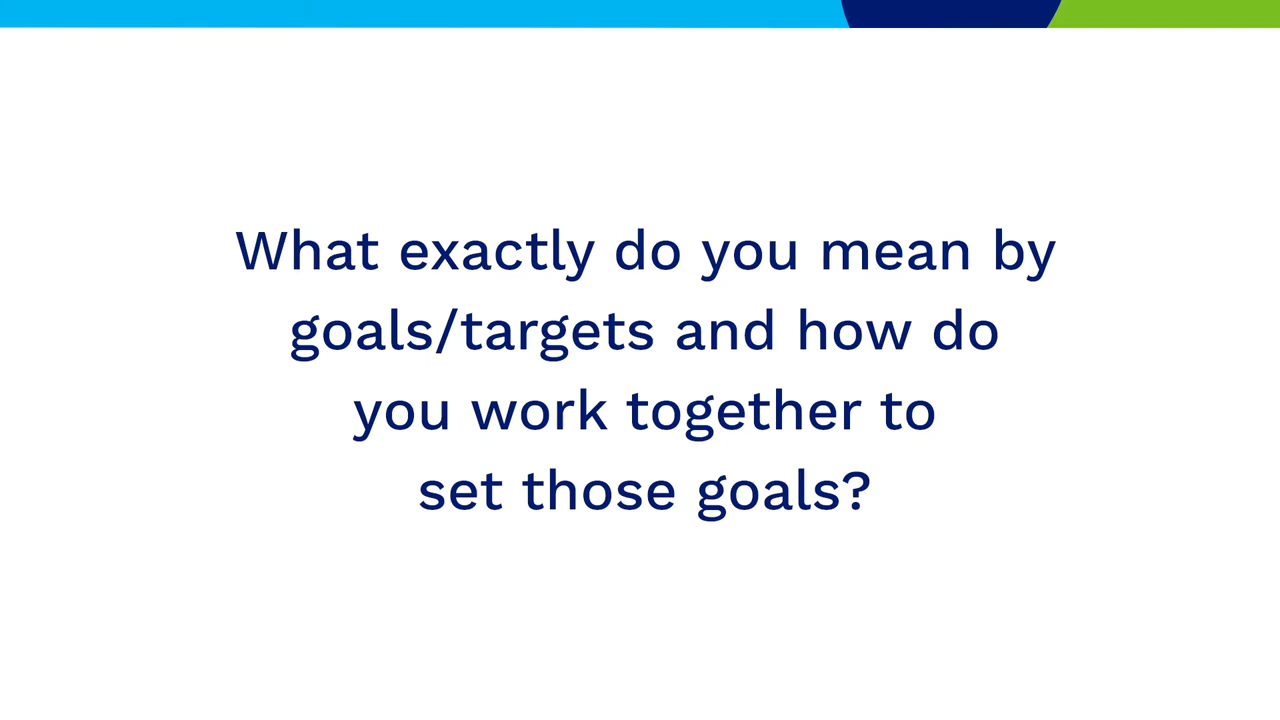 What exactly do you mean by
goals/targets and how do
you work together to
set those goals?